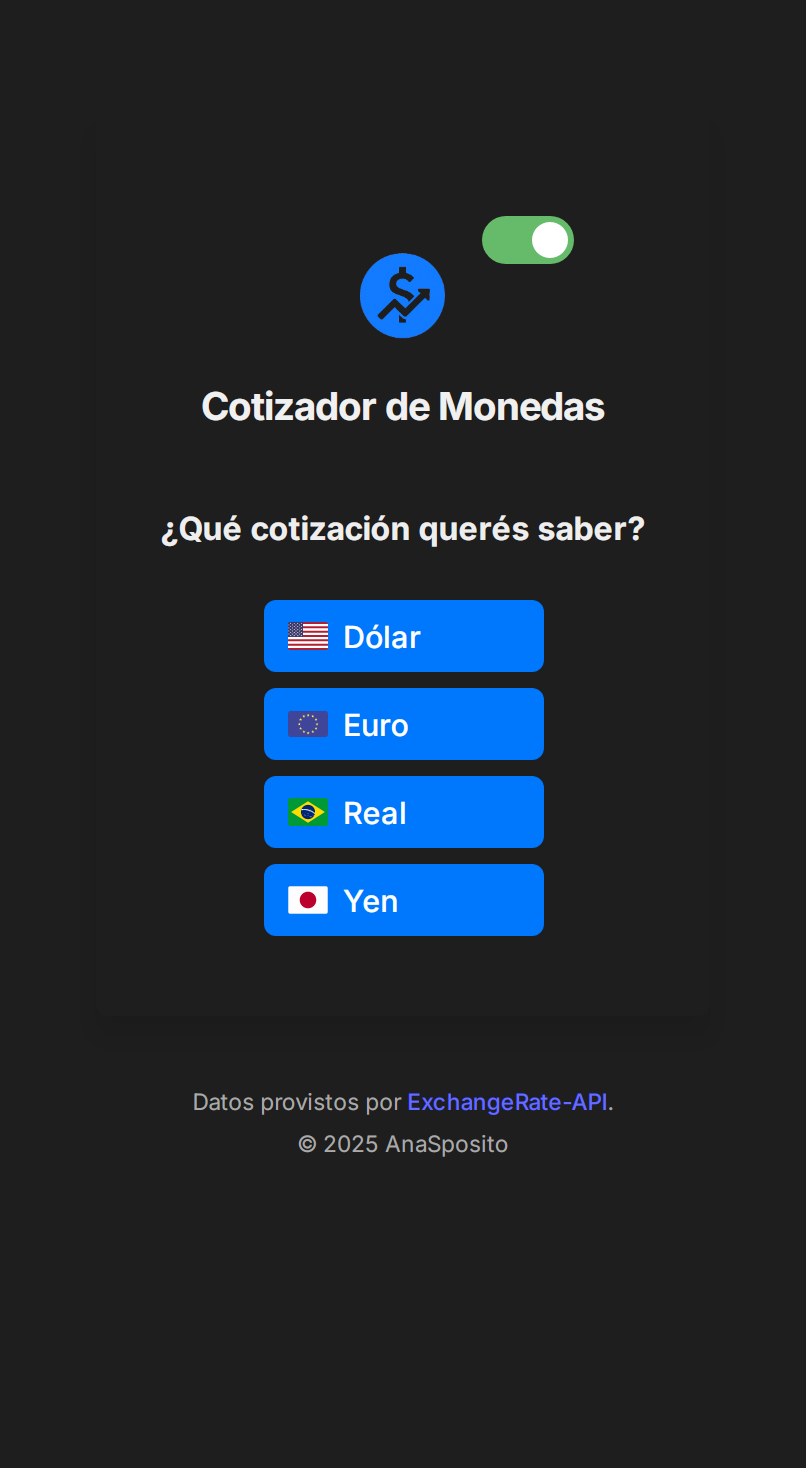 Cotizador de Monedas
¿Qué cotización querés saber?
Dólar
Euro
Real
Yen
Datos provistos por ExchangeRate-API.
© 2025 AnaSposito